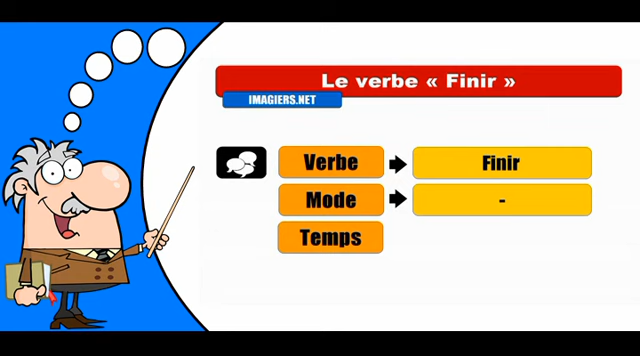 Le verbe « Finir »
IMAGIERS.NET
Verbe Finir
Mode -
Temps